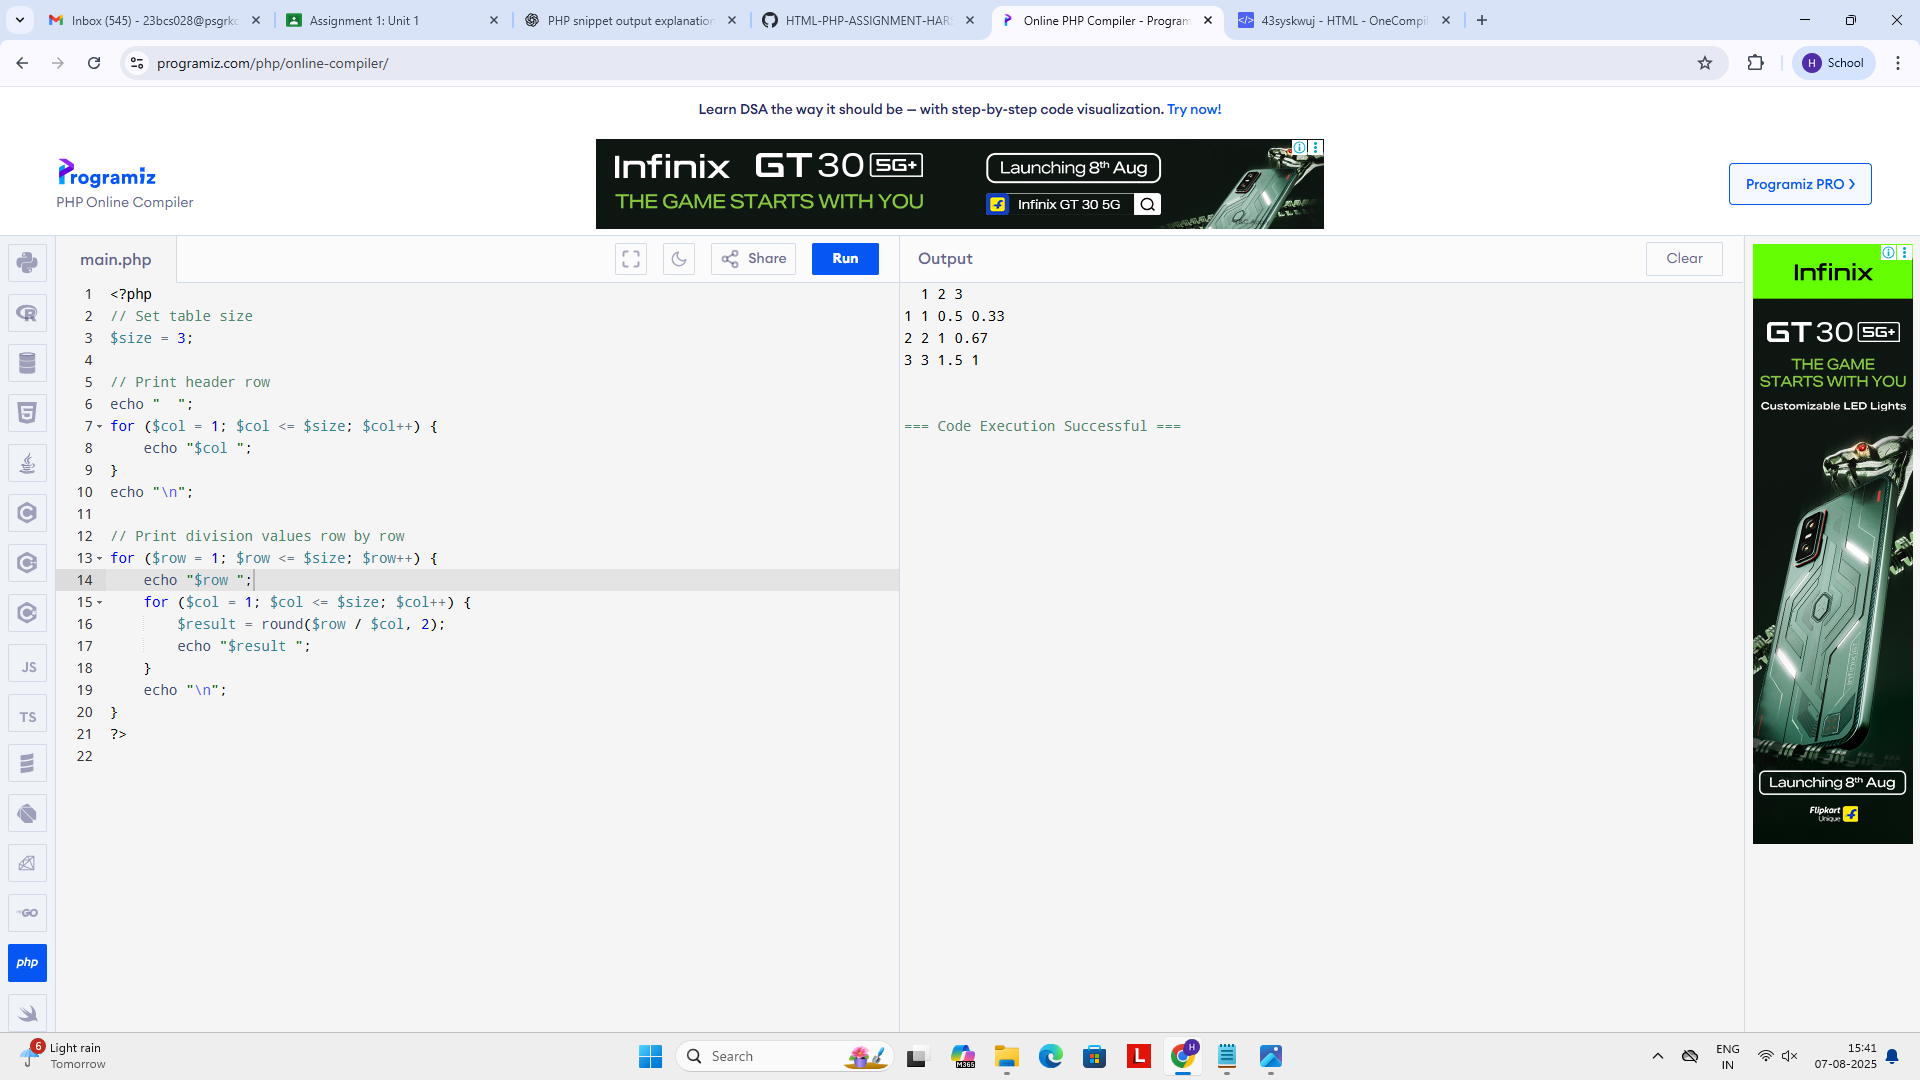 Inbox (545) - 23bcs028@psgrkc
Assignment 1: Unit 1
PHP snippet output explanation
HTML-PHP-ASSIGNMENT-HARS
Online PHP Compiler - Program
43syskwuj - HTML - OneCompil
programiz.com/php/online-compiler/
H School
Learn DSA the way it should be — with step-by-step code visualization. Try now!
Infinix GT 30 5G+
THE GAME STARTS WITH YOU
Launching 8th Aug
Infinix GT 30 5G
Programiz
PHP Online Compiler
Programiz PRO ❯
main.php
Share
Run
Output
Clear
1 <?php
2 // Set table size
3 $size = 3;
4
5 // Print header row
6 echo "  ";
7 for ($col = 1; $col <= $size; $col++) {
8     echo "$col ";
9 }
10 echo "\n";
11
12 // Print division values row by row
13 for ($row = 1; $row <= $size; $row++) {
14     echo "$row ";
15     for ($col = 1; $col <= $size; $col++) {
16         $result = round($row / $col, 2);
17         echo "$result ";
18     }
19     echo "\n";
20 }
21 ?>
22
  1 2 3
1 1 0.5 0.33
2 2 1 0.67
3 3 1.5 1
=== Code Execution Successful ===
Infinix
GT 30 5G+
THE GAME
STARTS WITH YOU
Customizable LED Lights
Launching 8th Aug
Flipkart
Unique
JS
TS
GO
php
6
Light rain
Tomorrow
Search
M365
L
H
ENG
IN
15:41
07-08-2025